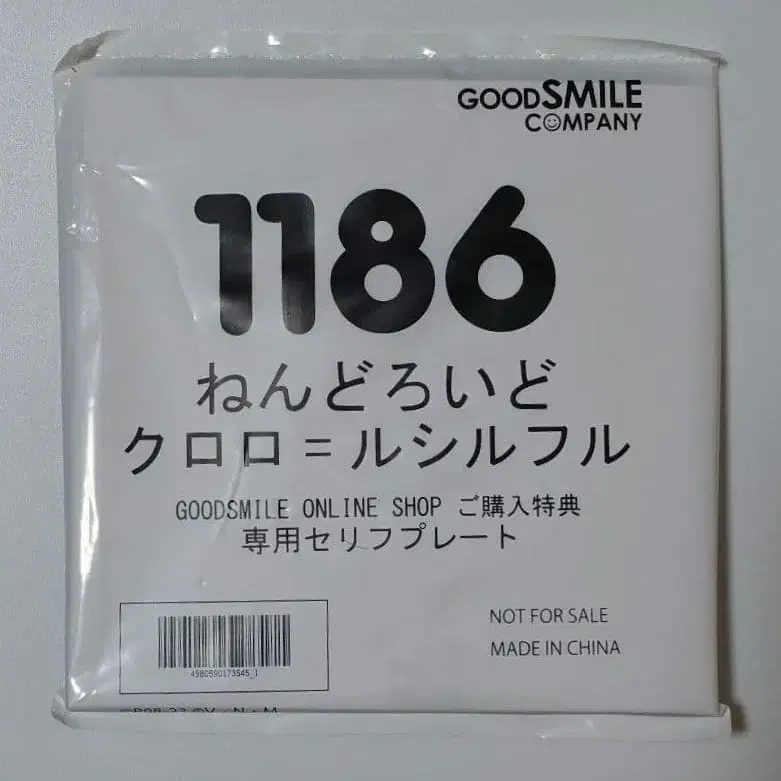 GOODSMILE
COMPANY
1186
ねんどろいど
クロロ=ルシルフル
GOODSMILE ONLINE SHOP ご購入特典
専用セリフプレート
NOT FOR SALE
MADE IN CHINA